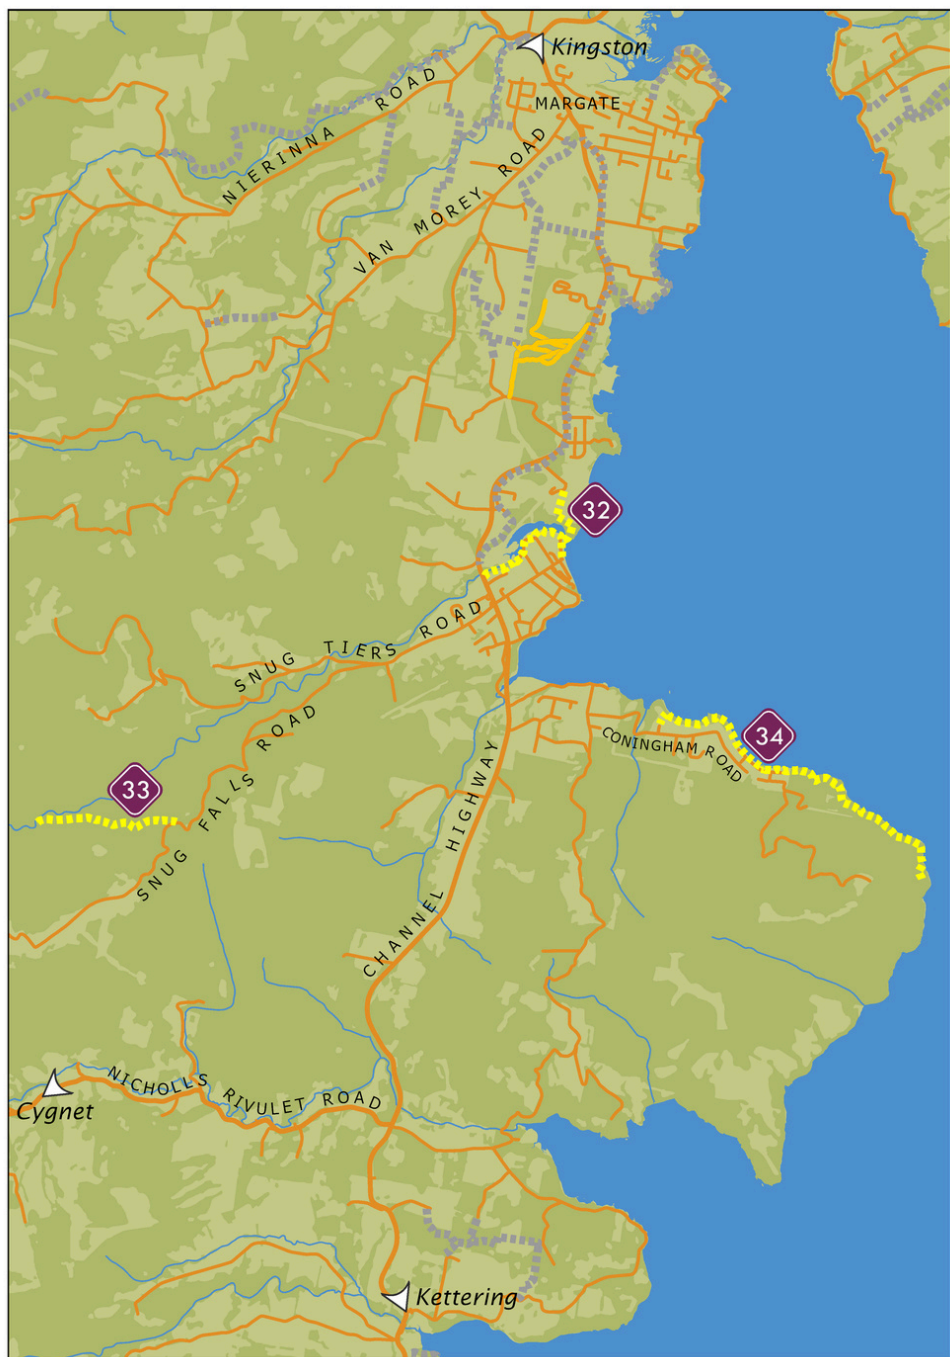 Kingston
MARGATE
NIERINNA ROAD
VAN MOREY ROAD
32
SNUG TIERS ROAD
SNUG FALLS ROAD
33
34
CONINGHAM ROAD
CHANNEL HIGHWAY
NICHOLLS RIVULET ROAD
Cygnet
Kettering